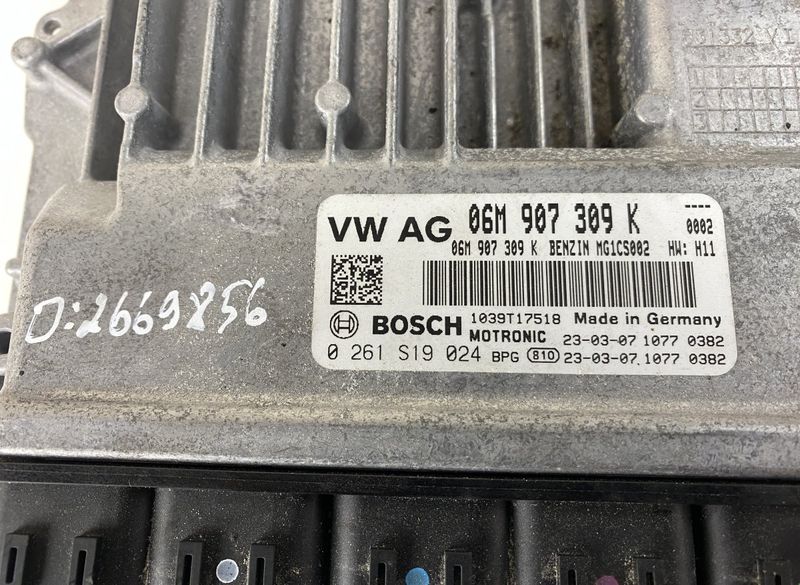 VW AG 06M 907 309 K ----
0002
06M 907 309 K BENZIN MG1CS002 HW: H11
BOSCH 1039T17518 Made in Germany
MOTRONIC 23-03-07 1077 0382
0 261 S19 024 BPG 810 23-03-07. 1077 0382
D:2669856